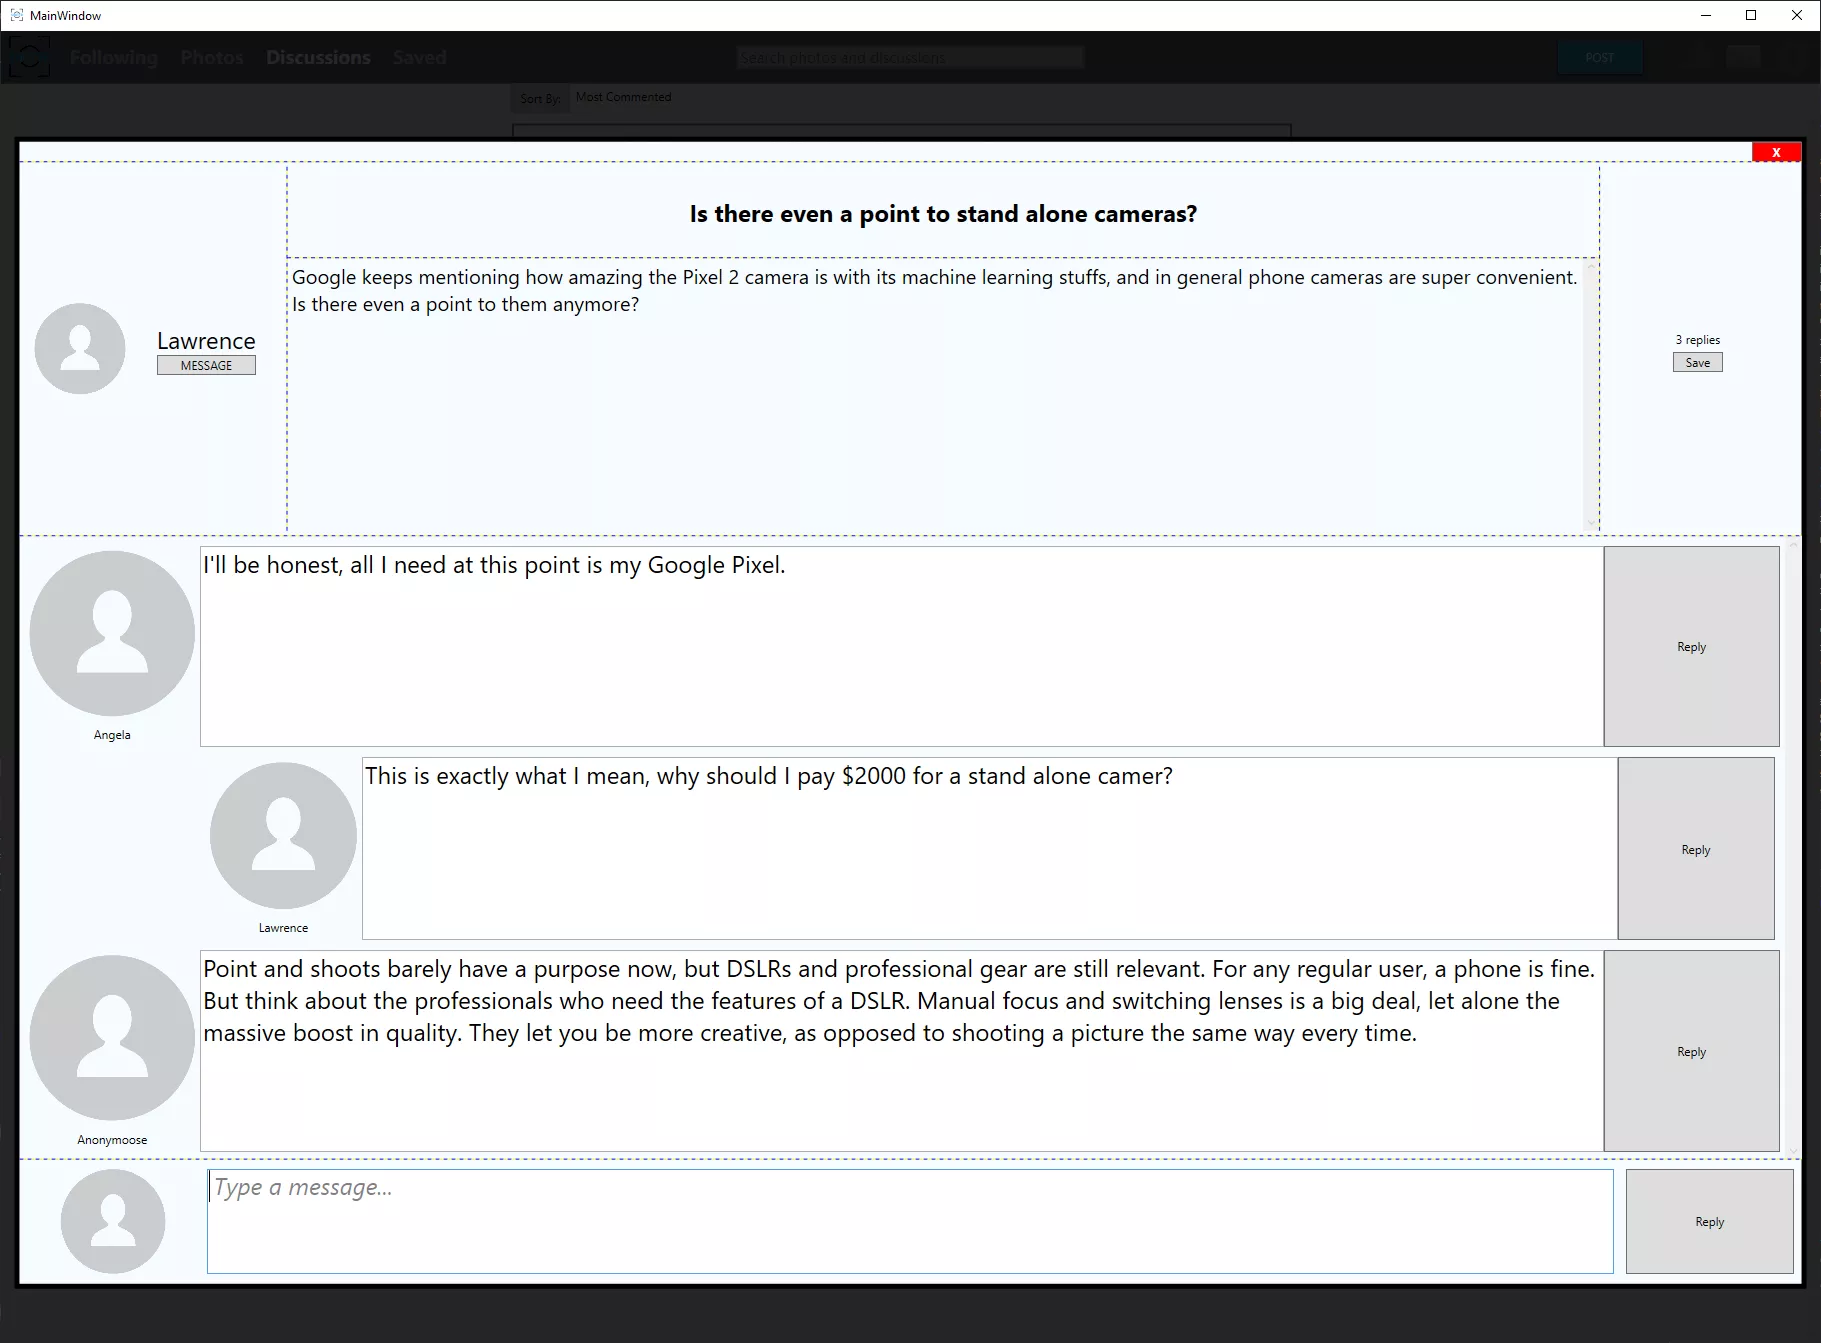 MainWindow
Following Photos Discussions Saved Search photos and discussions POST
Sort By: Most Commented
X
Is there even a point to stand alone cameras?
Google keeps mentioning how amazing the Pixel 2 camera is with its machine learning stuffs, and in general phone cameras are super convenient.
Is there even a point to them anymore?
Lawrence
MESSAGE
3 replies
Save
I'll be honest, all I need at this point is my Google Pixel.
Reply
Angela
This is exactly what I mean, why should I pay $2000 for a stand alone camer?
Reply
Lawrence
Point and shoots barely have a purpose now, but DSLRs and professional gear are still relevant. For any regular user, a phone is fine.
But think about the professionals who need the features of a DSLR. Manual focus and switching lenses is a big deal, let alone the
massive boost in quality. They let you be more creative, as opposed to shooting a picture the same way every time.
Reply
Anonymoose
Type a message...
Reply